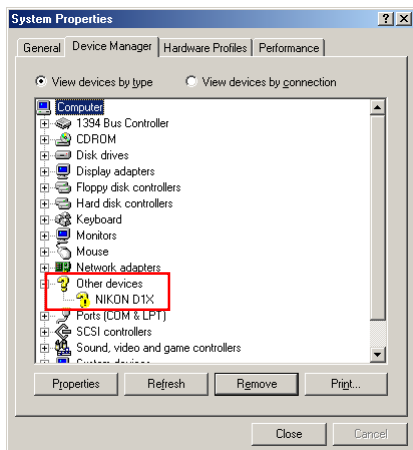 System Properties
General Device Manager Hardware Profiles Performance
View devices by type View devices by connection
Computer
1394 Bus Controller
CDROM
Disk drives
Display adapters
Floppy disk controllers
Hard disk controllers
Keyboard
Monitors
Mouse
Network adapters
Other devices
NIKON D1X
Ports (COM & LPT)
SCSI controllers
Sound, video and game controllers
System devices
Properties Refresh Remove Print...
Close Cancel